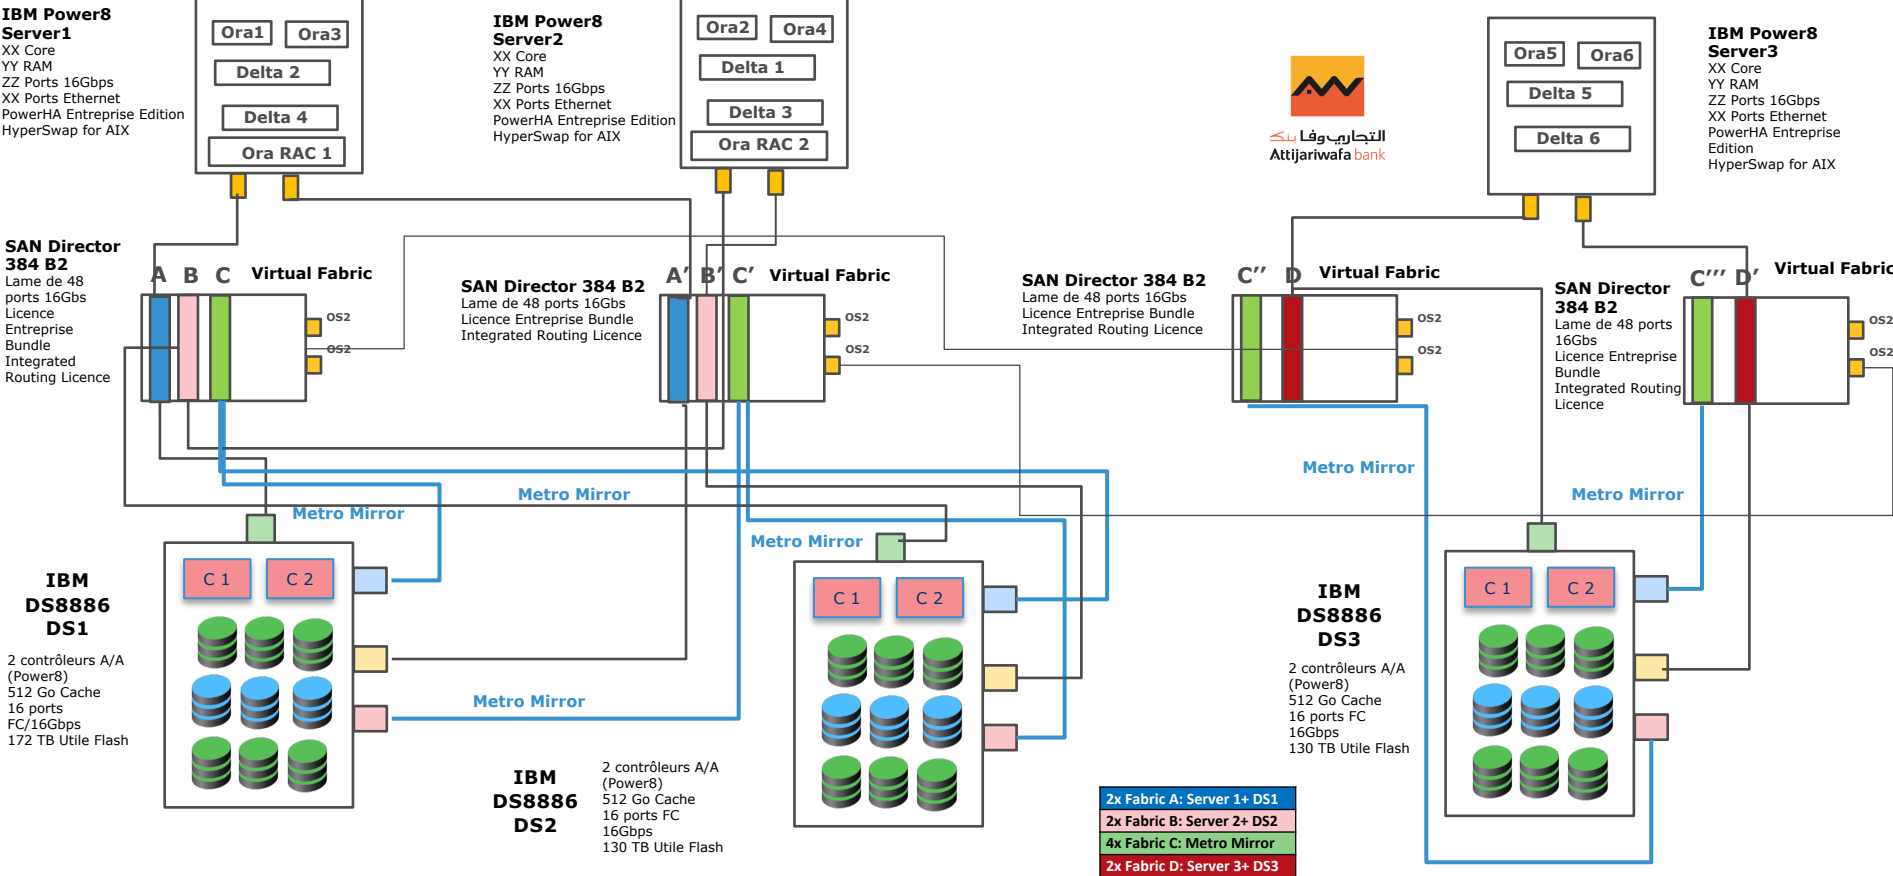 IBM Power8
Server1
XX Core
YY RAM
ZZ Ports 16Gbps
XX Ports Ethernet
PowerHA Entreprise Edition
HyperSwap for AIX
Ora1
Ora3
Delta 2
Delta 4
Ora RAC 1
IBM Power8
Server2
XX Core
YY RAM
ZZ Ports 16Gbps
XX Ports Ethernet
PowerHA Entreprise Edition
HyperSwap for AIX
Ora2
Ora4
Delta 1
Delta 3
Ora RAC 2
التجاري وفا بنك
Attijariwafa bank
Ora5
Ora6
Delta 5
Delta 6
IBM Power8
Server3
XX Core
YY RAM
ZZ Ports 16Gbps
XX Ports Ethernet
PowerHA Entreprise
Edition
HyperSwap for AIX
SAN Director
384 B2
Lame de 48
ports 16Gbs
Licence
Entreprise
Bundle
Integrated
Routing Licence
A B C
Virtual Fabric
OS2
OS2
SAN Director 384 B2
Lame de 48 ports 16Gbs
Licence Entreprise Bundle
Integrated Routing Licence
A’ B’ C’
Virtual Fabric
OS2
OS2
SAN Director 384 B2
Lame de 48 ports 16Gbs
Licence Entreprise Bundle
Integrated Routing Licence
C’’ D
Virtual Fabric
OS2
OS2
SAN Director
384 B2
Lame de 48 ports
16Gbs
Licence Entreprise
Bundle
Integrated Routing
Licence
C’’’ D’
Virtual Fabric
OS2
OS2
Metro Mirror
Metro Mirror
Metro Mirror
Metro Mirror
Metro Mirror
Metro Mirror
IBM
DS8886
DS1
2 contrôleurs A/A
(Power8)
512 Go Cache
16 ports
FC/16Gbps
172 TB Utile Flash
C 1
C 2
IBM
DS8886
DS2
2 contrôleurs A/A
(Power8)
512 Go Cache
16 ports FC
16Gbps
130 TB Utile Flash
C 1
C 2
IBM
DS8886
DS3
2 contrôleurs A/A
(Power8)
512 Go Cache
16 ports FC
16Gbps
130 TB Utile Flash
C 1
C 2
2x Fabric A: Server 1+ DS1
2x Fabric B: Server 2+ DS2
4x Fabric C: Metro Mirror
2x Fabric D: Server 3+ DS3